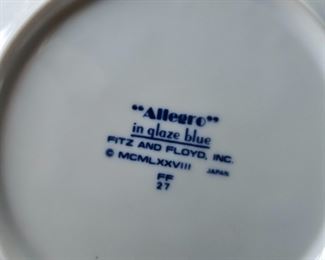 "Allegro"
in glaze blue
FITZ AND FLOYD, INC.
© MCMLXXVIII JAPAN
FF
27